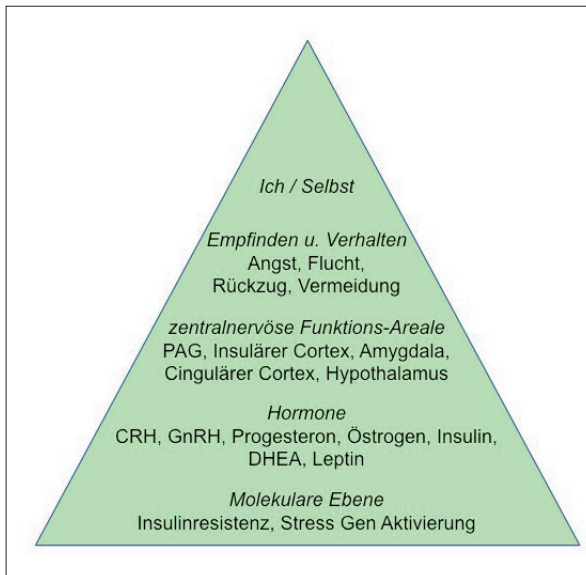 Ich / Selbst
Empfinden u. Verhalten
Angst, Flucht,
Rückzug, Vermeidung
zentralnervöse Funktions-Areale
PAG, Insulärer Cortex, Amygdala,
Cingulärer Cortex, Hypothalamus
Hormone
CRH, GnRH, Progesteron, Östrogen, Insulin,
DHEA, Leptin
Molekulare Ebene
Insulinresistenz, Stress Gen Aktivierung